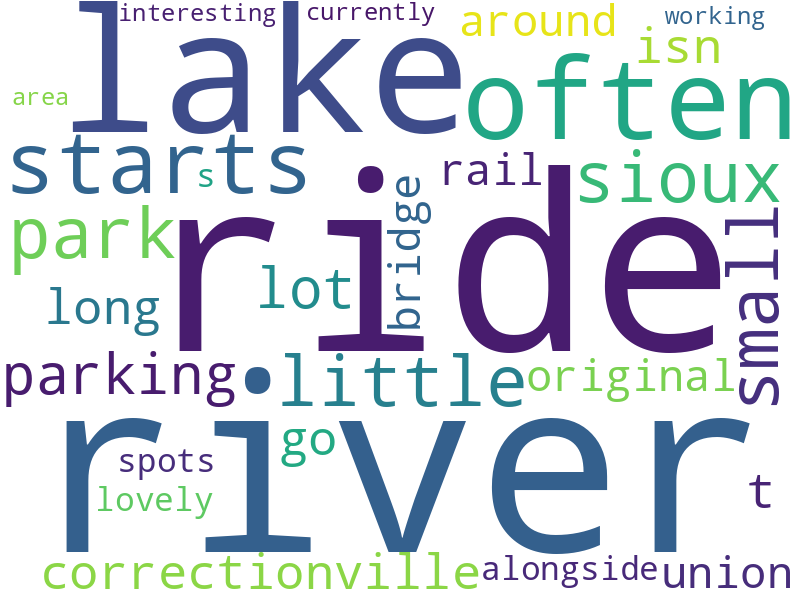 interesting currently around working
lake often isn
area
starts s rail sioux
park ride bridge small
long lot
parking little original
river
spots go
lovely t
correctionville alongside union